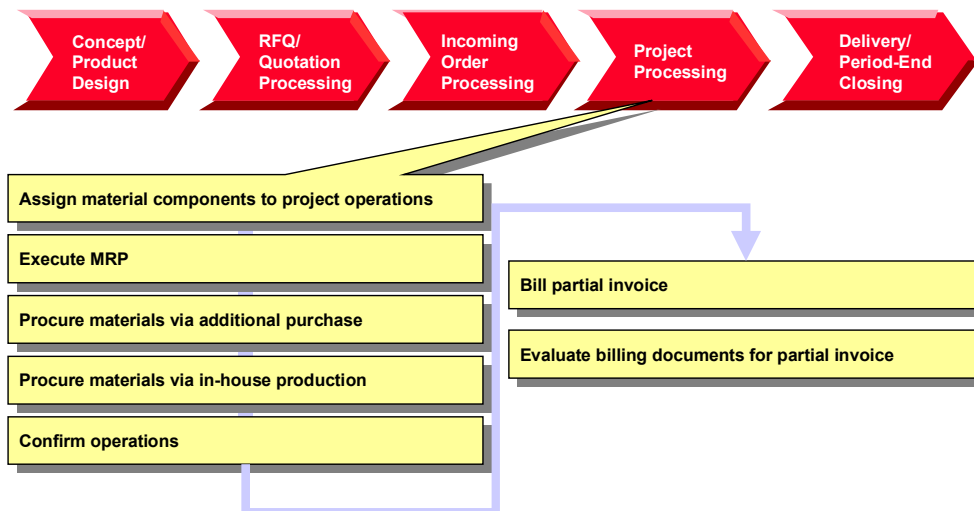 Concept/
Product
Design
RFQ/
Quotation
Processing
Incoming
Order
Processing
Project
Processing
Delivery/
Period-End
Closing
Assign material components to project operations
Execute MRP
Procure materials via additional purchase
Procure materials via in-house production
Confirm operations
Bill partial invoice
Evaluate billing documents for partial invoice